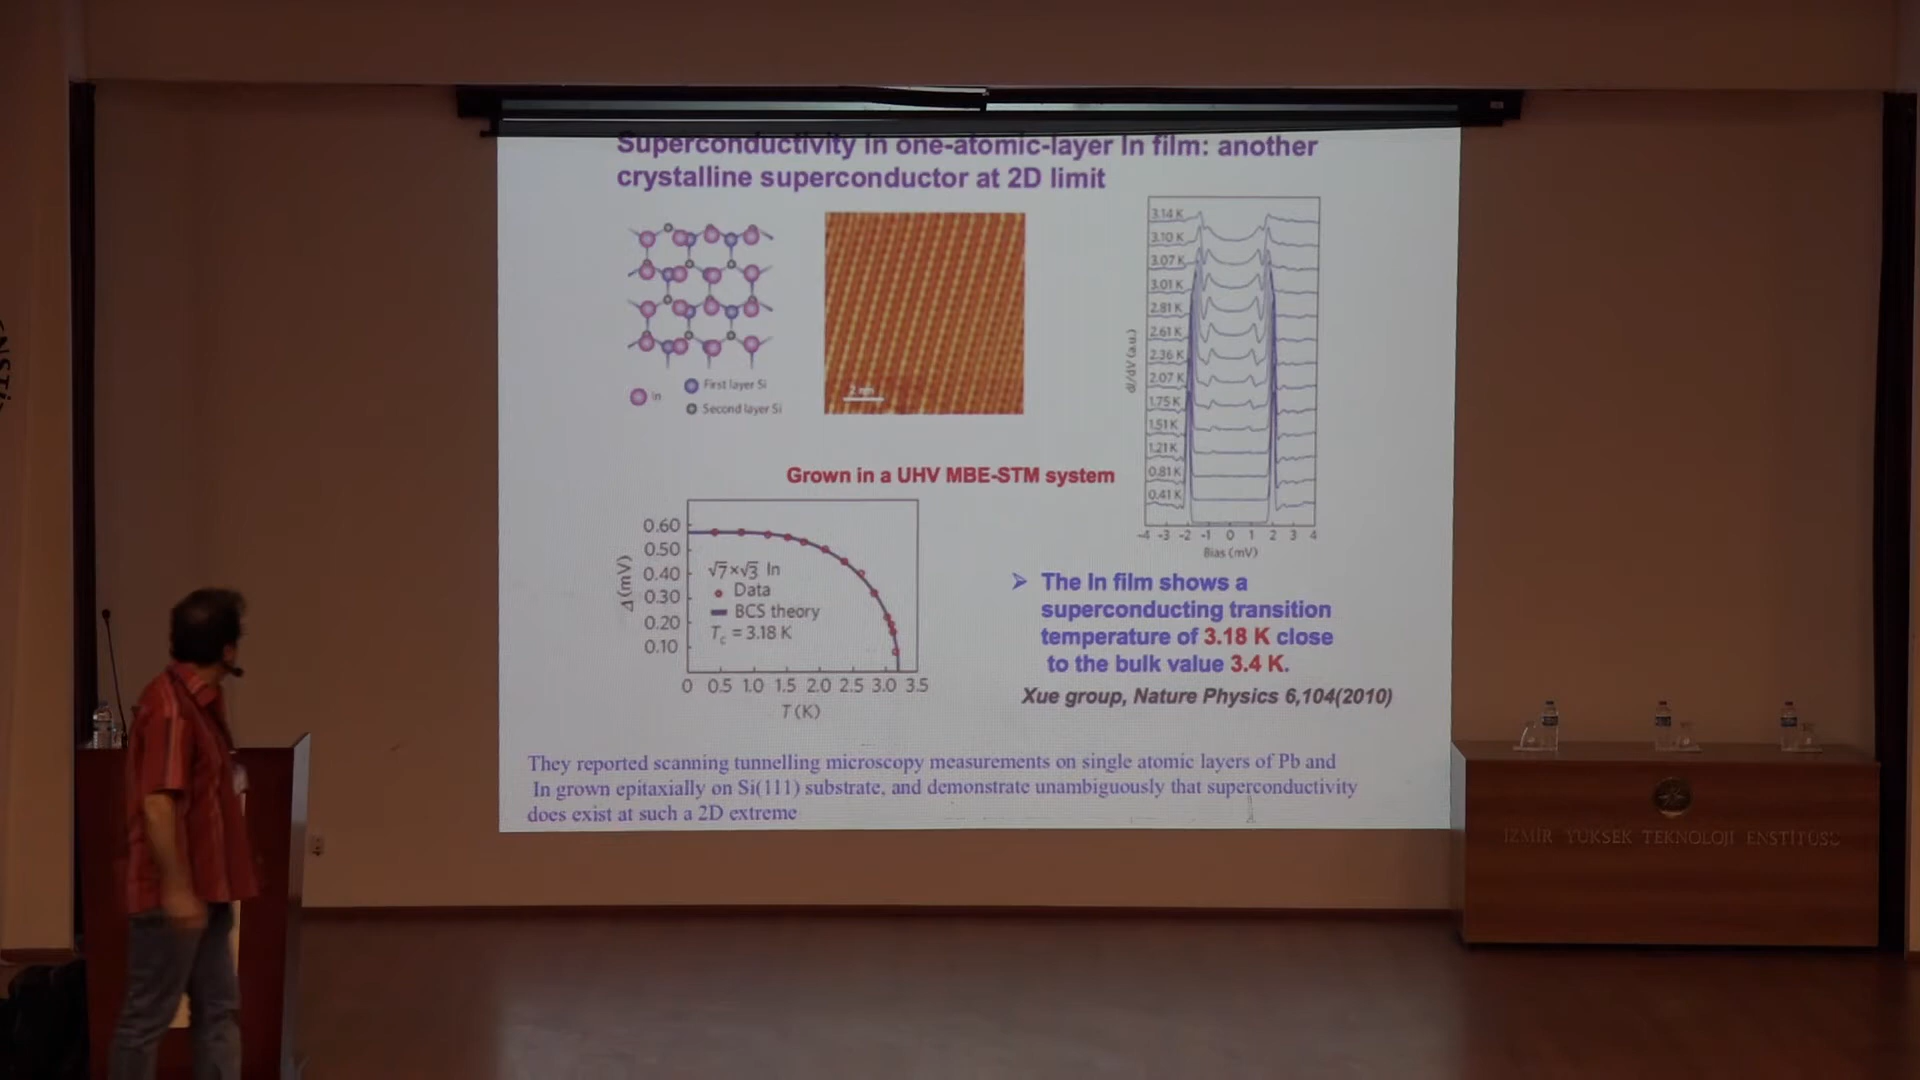 Superconductivity in one-atomic-layer In film: another
crystalline superconductor at 2D limit
In
First layer Si
Second layer Si
2 nm
3.14 K
3.10 K
3.07 K
3.01 K
2.81 K
2.61 K
2.36 K
2.07 K
1.75 K
1.51 K
1.21 K
0.81 K
0.41 K
dI/dV (a.u.)
-4 -3 -2 -1 0 1 2 3 4
Bias (mV)
Grown in a UHV MBE-STM system
0.60
0.50
0.40
0.30
0.20
0.10
Δ(mV)
√7×√3 In
Data
BCS theory
Tc = 3.18 K
0 0.5 1.0 1.5 2.0 2.5 3.0 3.5
T (K)
➢ The In film shows a
superconducting transition
temperature of 3.18 K close
to the bulk value 3.4 K.
Xue group, Nature Physics 6,104(2010)
They reported scanning tunnelling microscopy measurements on single atomic layers of Pb and
In grown epitaxially on Si(111) substrate, and demonstrate unambiguously that superconductivity
does exist at such a 2D extreme
İZMİR YÜKSEK TEKNOLOJİ ENSTİTÜSÜ